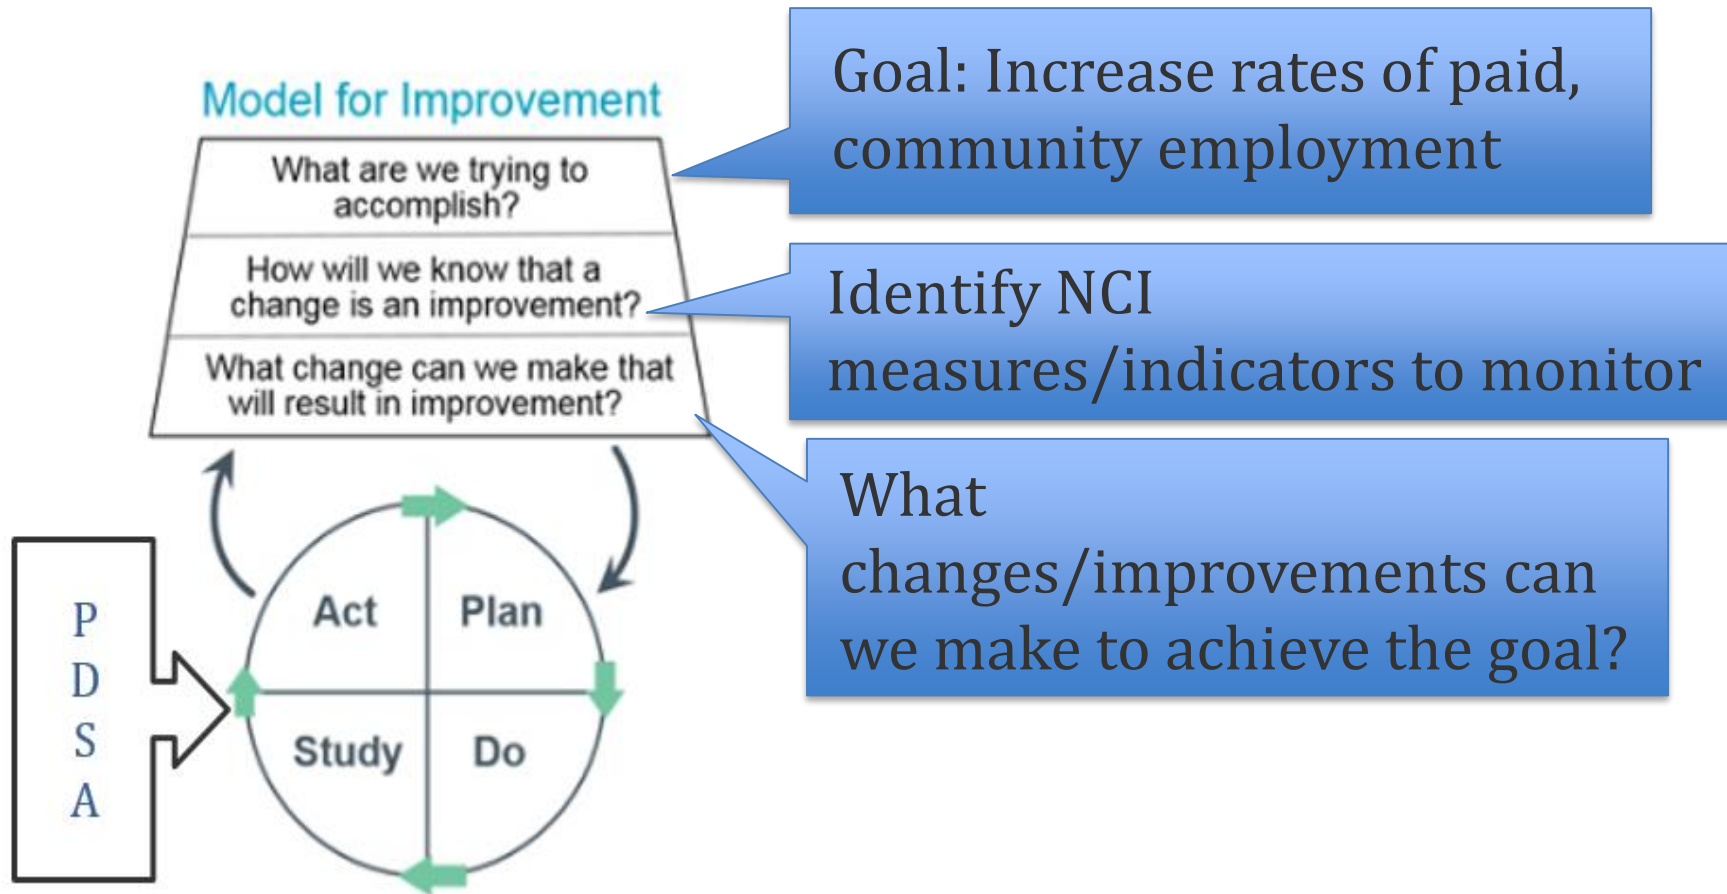 Model for Improvement
What are we trying to
accomplish?
How will we know that a
change is an improvement?
What change can we make that
will result in improvement?
Goal: Increase rates of paid,
community employment
Identify NCI
measures/indicators to monitor
What
changes/improvements can
we make to achieve the goal?
P
D
S
A
Act
Plan
Study
Do